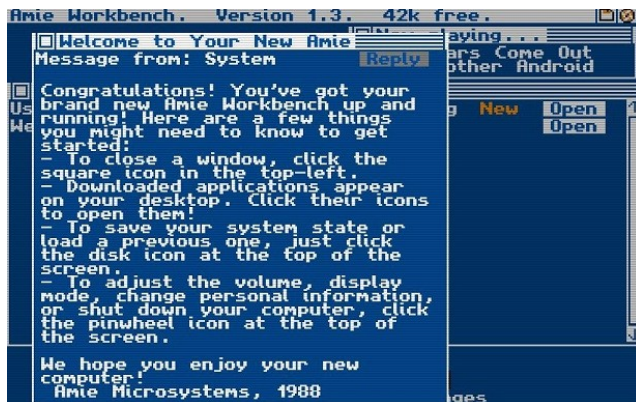 Amie Workbench. Version 1.3. 42k free.
playing...
Welcome to Your New Amie
ars Come Out
Message from: System Reply
other Android
Congratulations! You've got your
brand new Amie Workbench up and
running! Here are a few things
you might need to know to get
started:
- To close a window, click the
square icon in the top-left.
- Downloaded applications appear
on your desktop. Click their icons
to open them!
- To save your system state or
load a previous one, just click
the disk icon at the top of the
screen.
- To adjust the volume, display
mode, change personal information,
or shut down your computer, click
the pinwheel icon at the top of
the screen.
We hope you enjoy your new
computer!
Amie Microsystems, 1988
Us
g New Open
We
Open
ages